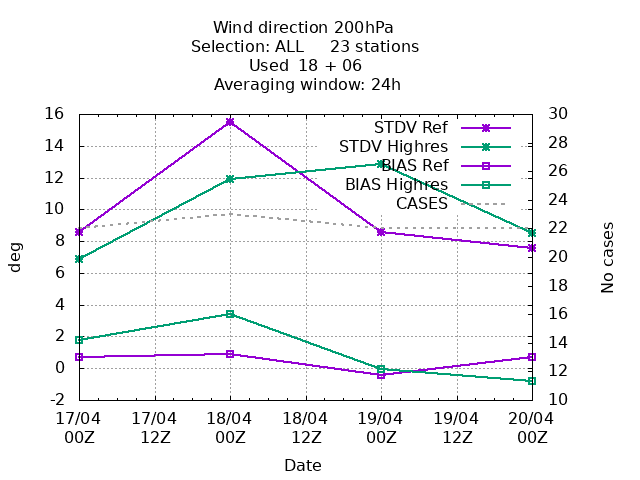 Wind direction 200hPa
Selection: ALL     23 stations
Used  18 + 06
Averaging window: 24h
16
14
12
10
8
6
4
2
0
-2
deg
30
28
26
24
22
20
18
16
14
12
10
No cases
STDV Ref
STDV Highres
BIAS Ref
BIAS Highres
CASES
17/04 17/04 18/04 18/04 19/04 19/04 20/04
00Z 12Z 00Z 12Z 00Z 12Z 00Z
Date